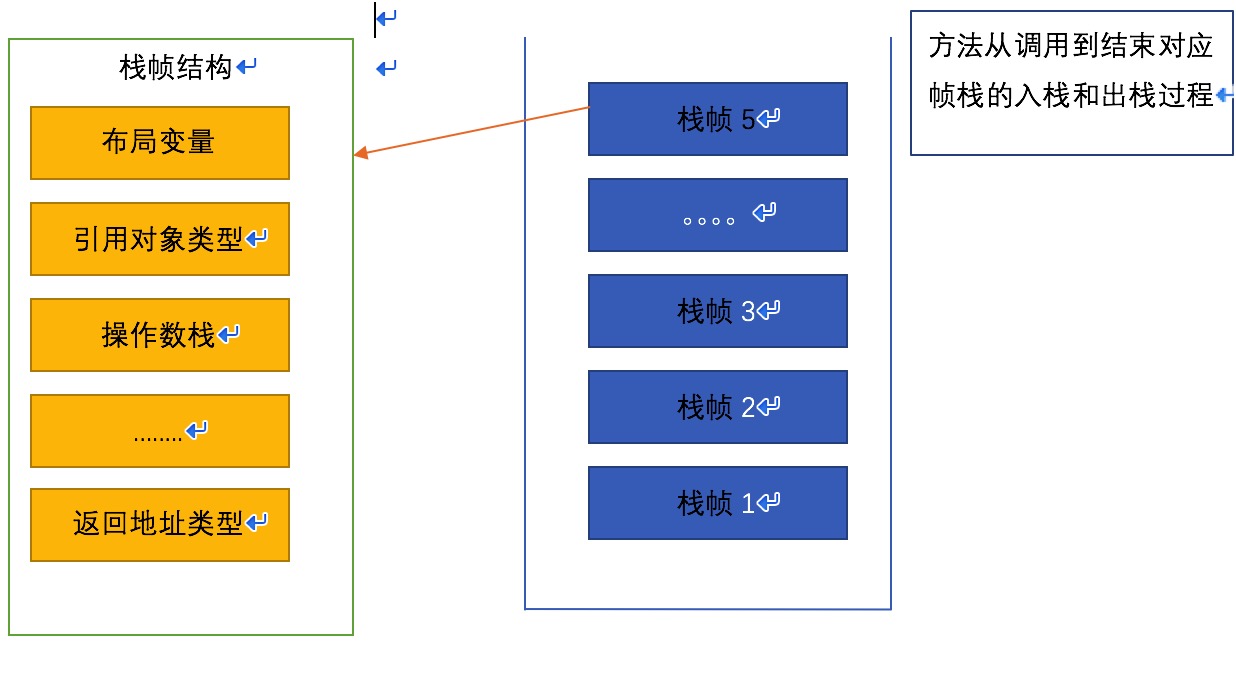 栈帧结构
布局变量
引用对象类型
操作数栈
........
返回地址类型
栈帧 5
。。。。
栈帧 3
栈帧 2
栈帧 1
方法从调用到结束对应
帧栈的入栈和出栈过程